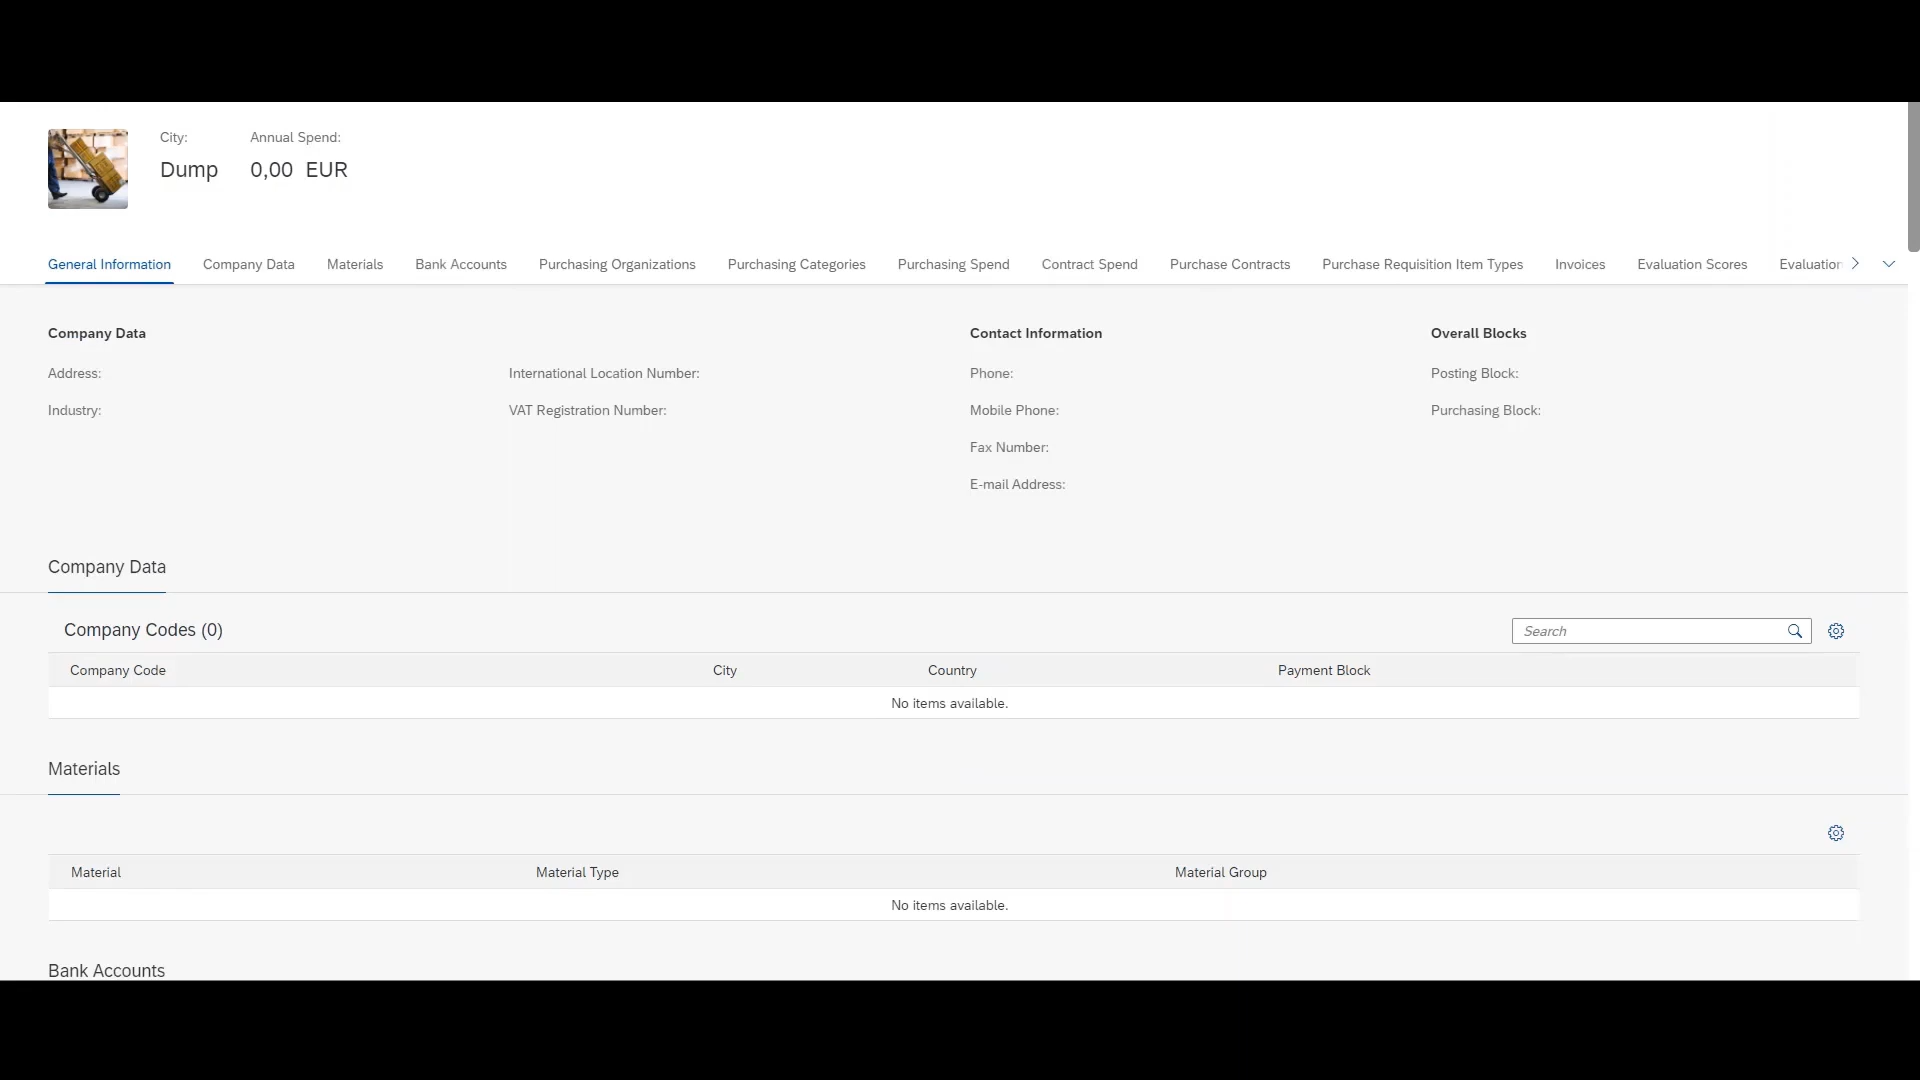 City: Annual Spend:
Dump 0,00 EUR
General Information Company Data Materials Bank Accounts Purchasing Organizations Purchasing Categories Purchasing Spend Contract Spend Purchase Contracts Purchase Requisition Item Types Invoices Evaluation Scores Evaluation
Company Data Contact Information Overall Blocks
Address: International Location Number: Phone: Posting Block:
Industry: VAT Registration Number: Mobile Phone: Purchasing Block:
Fax Number:
E-mail Address:
Company Data
Company Codes (0) Search
Company Code City Country Payment Block
No items available.
Materials
Material Material Type Material Group
No items available.
Bank Accounts